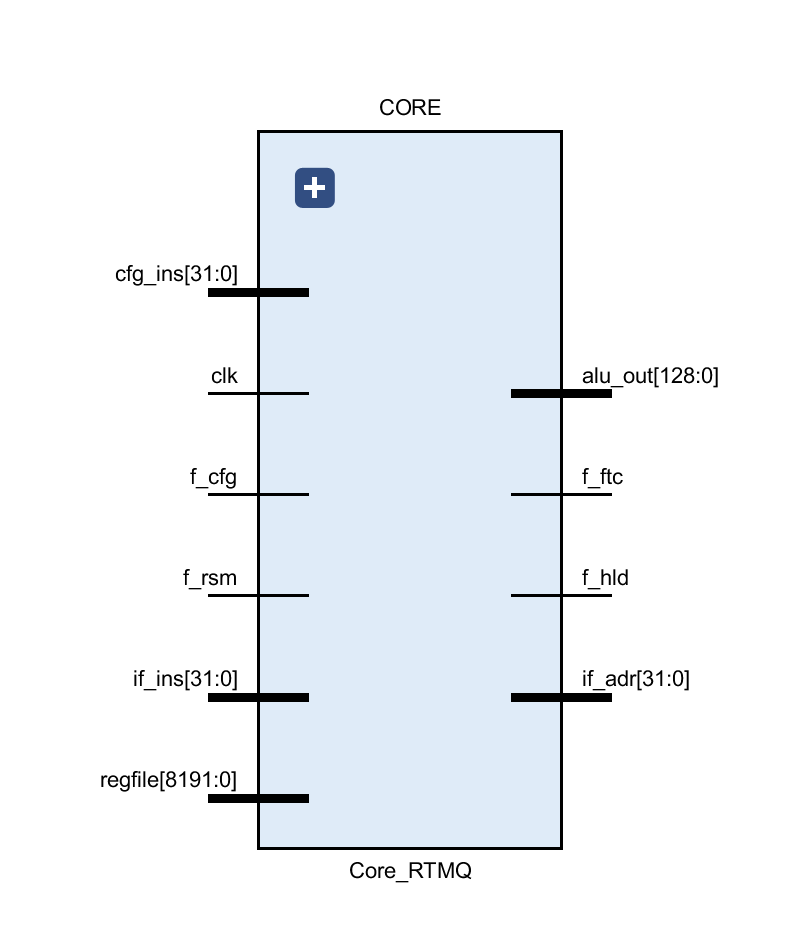 CORE
cfg_ins[31:0]
clk
alu_out[128:0]
f_cfg
f_ftc
f_rsm
f_hld
if_ins[31:0]
if_adr[31:0]
regfile[8191:0]
Core_RTMQ